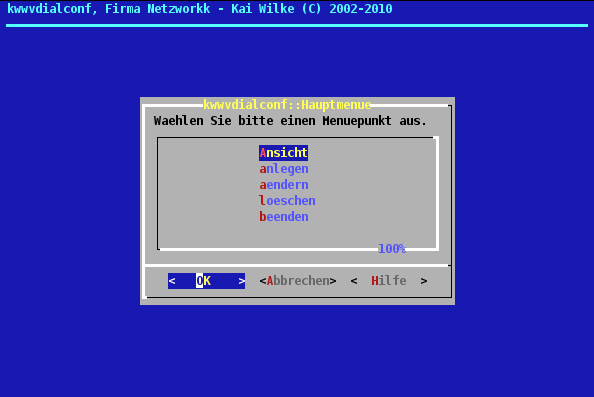 kwwvdialconf, Firma Netzworkk - Kai Wilke (C) 2002-2010
kwwvdialconf::Hauptmenue
Waehlen Sie bitte einen Menuepunkt aus.
Ansicht
anlegen
aendern
loeschen
beenden
100%
< OK > <Abbrechen> < Hilfe >